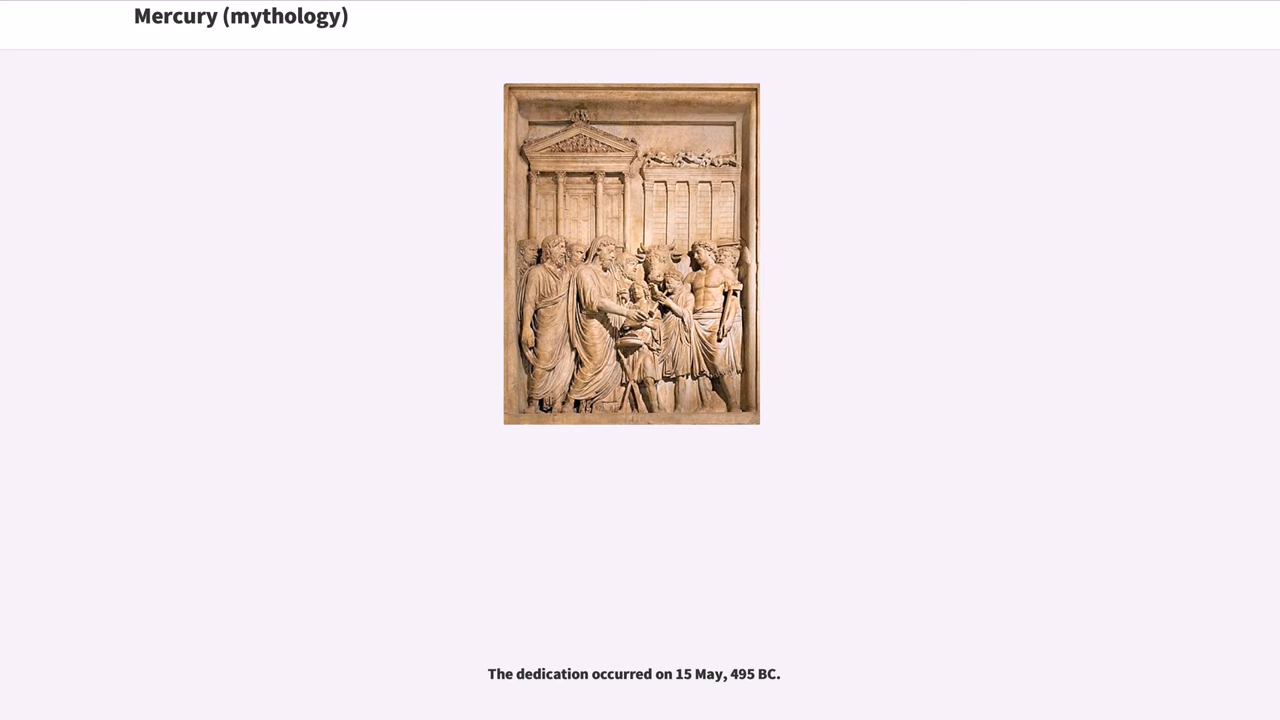 Mercury (mythology)
The dedication occurred on 15 May, 495 BC.